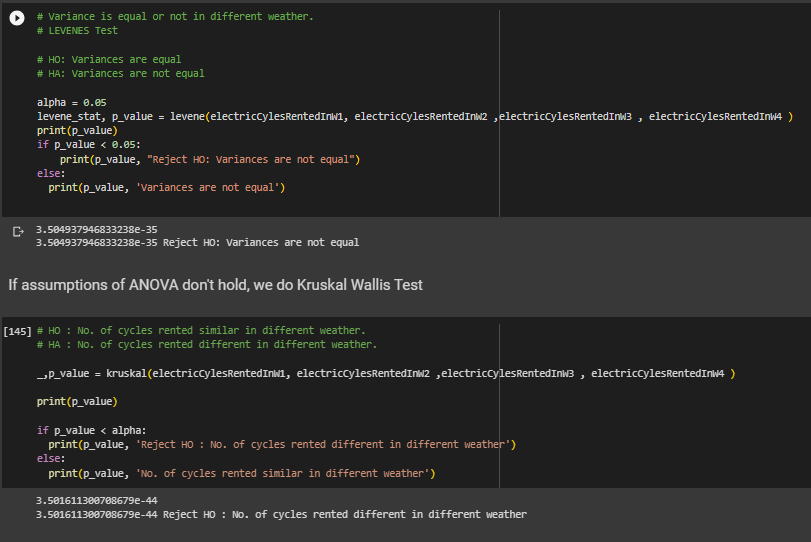 # Variance is equal or not in different weather.
# LEVENES Test
# HO: Variances are equal
# HA: Variances are not equal
alpha = 0.05
levene_stat, p_value = levene(electricCylesRentedInW1, electricCylesRentedInW2 ,electricCylesRentedInW3 , electricCylesRentedInW4 )
print(p_value)
if p_value < 0.05:
    print(p_value, "Reject HO: Variances are not equal")
else:
  print(p_value, 'Variances are not equal')
3.504937946833238e-35
3.504937946833238e-35 Reject HO: Variances are not equal
If assumptions of ANOVA don't hold, we do Kruskal Wallis Test
[145] # HO : No. of cycles rented similar in different weather.
# HA : No. of cycles rented different in different weather.
_,p_value = kruskal(electricCylesRentedInW1, electricCylesRentedInW2 ,electricCylesRentedInW3 , electricCylesRentedInW4 )
print(p_value)
if p_value < alpha:
  print(p_value, 'Reject HO : No. of cycles rented different in different weather')
else:
  print(p_value, 'No. of cycles rented similar in different weather')
3.501611300708679e-44
3.501611300708679e-44 Reject HO : No. of cycles rented different in different weather